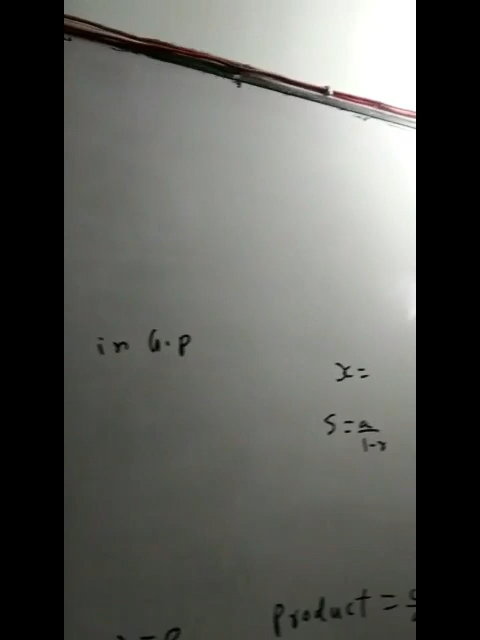 in G.P
x =
S = a/1-r
product =